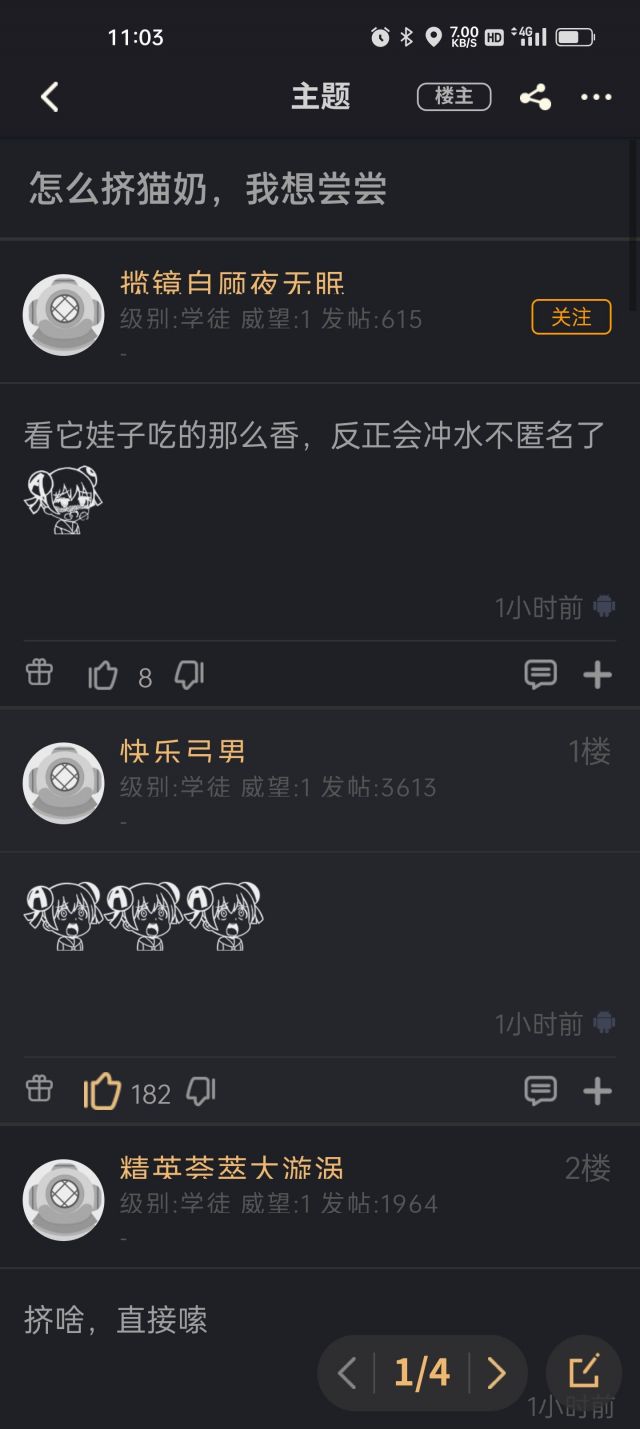 11:03
7.00 KB/S HD 4G
主题 楼主
怎么挤猫奶，我想尝尝
揽镜自顾夜无眠
级别:学徒 威望:1 发帖:615
关注
-
看它娃子吃的那么香，反正会冲水不匿名了
1小时前
8
快乐弓男
1楼
级别:学徒 威望:1 发帖:3613
-
1小时前
182
精英荟萃大漩涡
2楼
级别:学徒 威望:1 发帖:1964
-
挤啥，直接嗦
1/4
1小时前